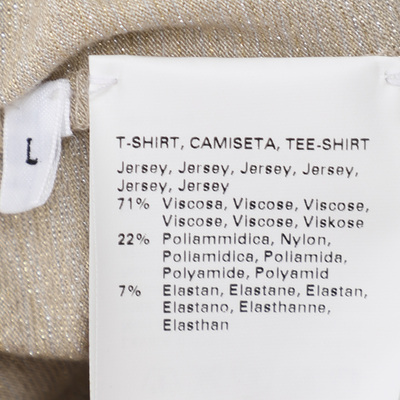 L
T-SHIRT, CAMISETA, TEE-SHIRT
Jersey, Jersey, Jersey, Jersey,
Jersey, Jersey
71% Viscosa, Viscose, Viscose,
Viscose, Viscose, Viskose
22% Poliammidica, Nylon,
Poliamidica, Poliamida,
Polyamide, Polyamid
7% Elastan, Elastane, Elastan,
Elastano, Elasthanne,
Elasthan